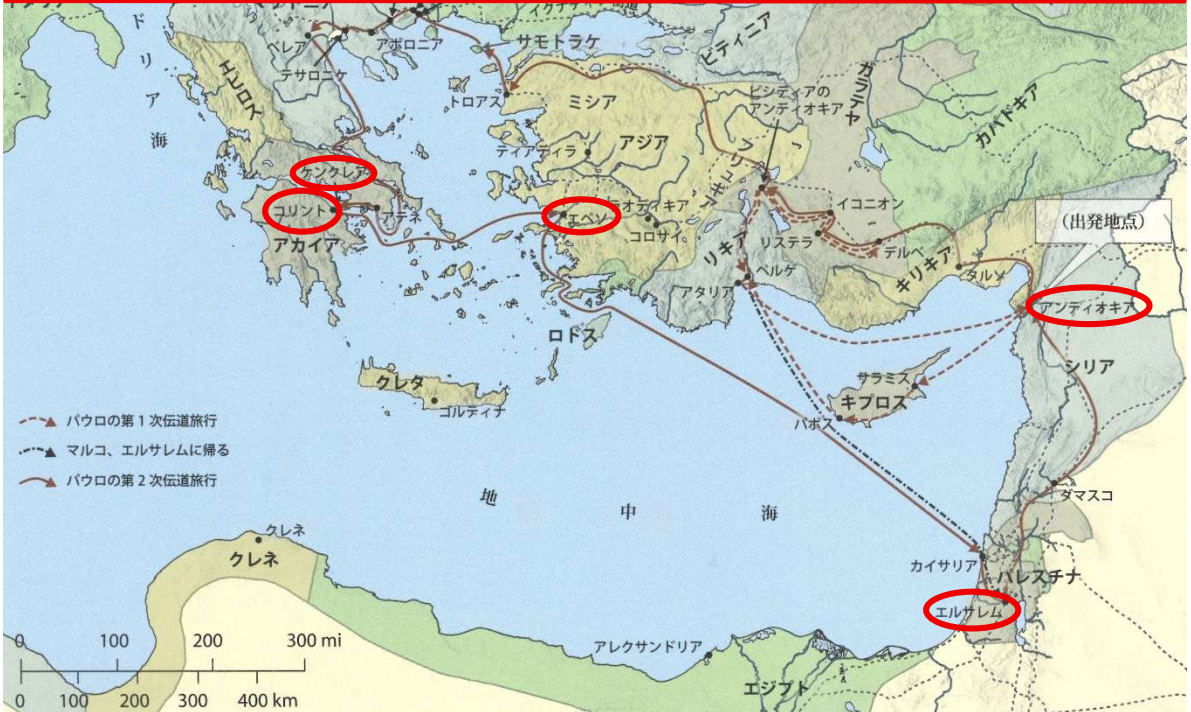 ドリア海
イグナティア街道
ベレア
アポロニア
テサロニケ
サモトラケ
ビティニア
ガラテヤ
カパドキア
エピロス
トロアス
ミシア
ピシディアの
アンティオキア
ティアティラ
アジア
フリュギア
ケンクレア
コリント
アテネ
アカイア
エペソ
ラオディキア
コロサイ
イコニオン
リステラ
デルベ
リキア
ペルゲ
アタリア
キリキア
タルソ
(出発地点)
アンティオキア
ロドス
シリア
クレタ
ゴルティナ
サラミス
キプロス
パポス
パウロの第1次伝道旅行
マルコ、エルサレムに帰る
パウロの第2次伝道旅行
地中海
ダマスコ
クレネ
クレネ
カイサリア
パレスチナ
エルサレム
アレクサンドリア
エジプト
0 100 200 300 mi
0 100 200 300 400 km